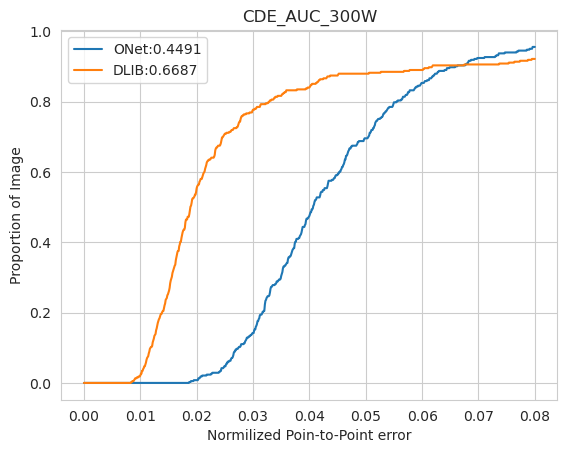 CDE_AUC_300W
ONet:0.4491
DLIB:0.6687
Proportion of Image
1.0
0.8
0.6
0.4
0.2
0.0
0.00 0.01 0.02 0.03 0.04 0.05 0.06 0.07 0.08
Normilized Poin-to-Point error